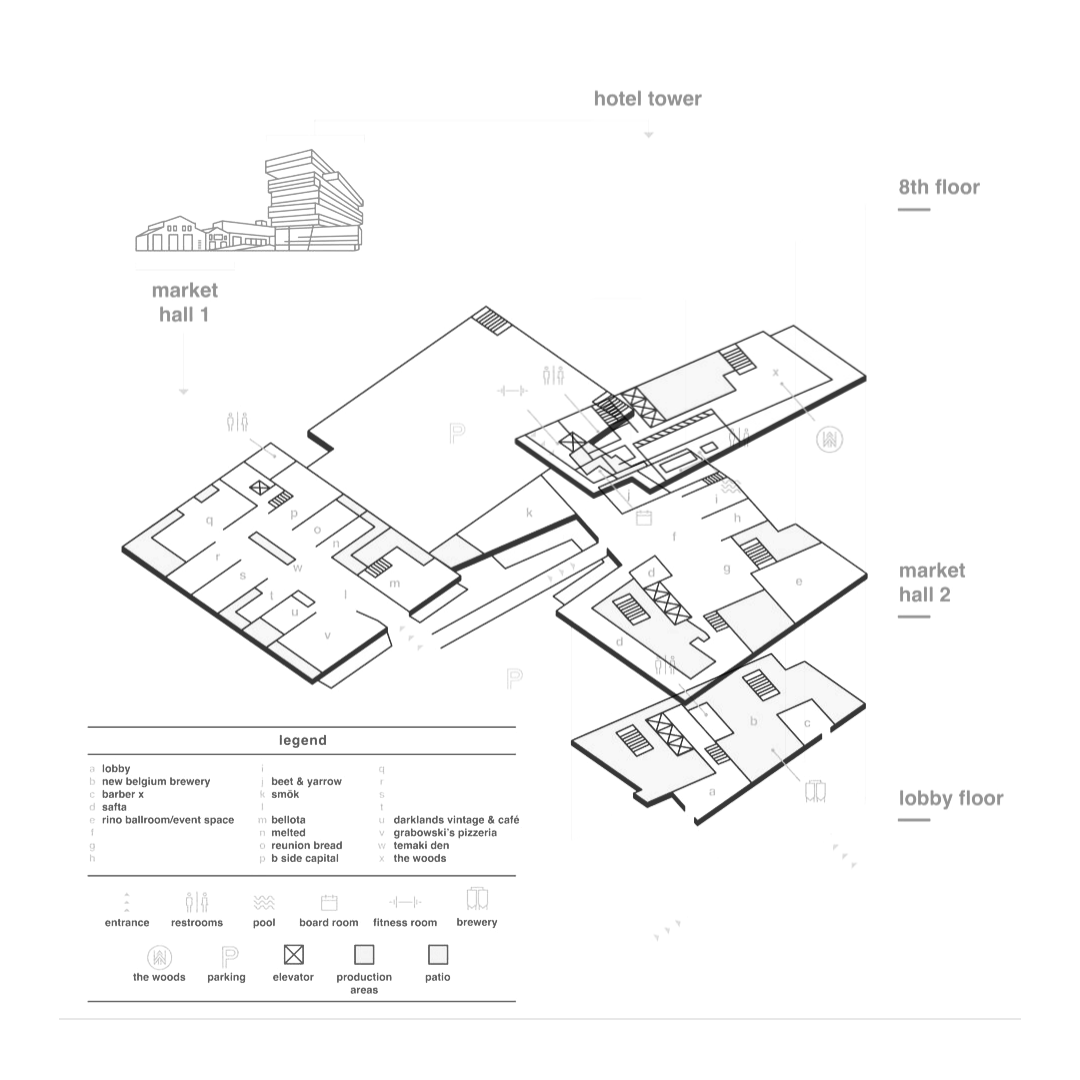 hotel tower
8th floor
market
hall 1
x
P
q
p
o
n
r
s
w
t
u
l
m
v
k
j
i
f
h
g
d
e
d
market
hall 2
P
b
c
a
lobby floor
legend
a lobby
b new belgium brewery
c barber x
d safta
e rino ballroom/event space
f
g
h
i
j beet & yarrow
k smök
l
m bellota
n melted
o reunion bread
p b side capital
q
r
s
t
u darklands vintage & café
v grabowski's pizzeria
w temaki den
x the woods
entrance
restrooms
pool
board room
fitness room
brewery
P
the woods
parking
elevator
production
areas
patio